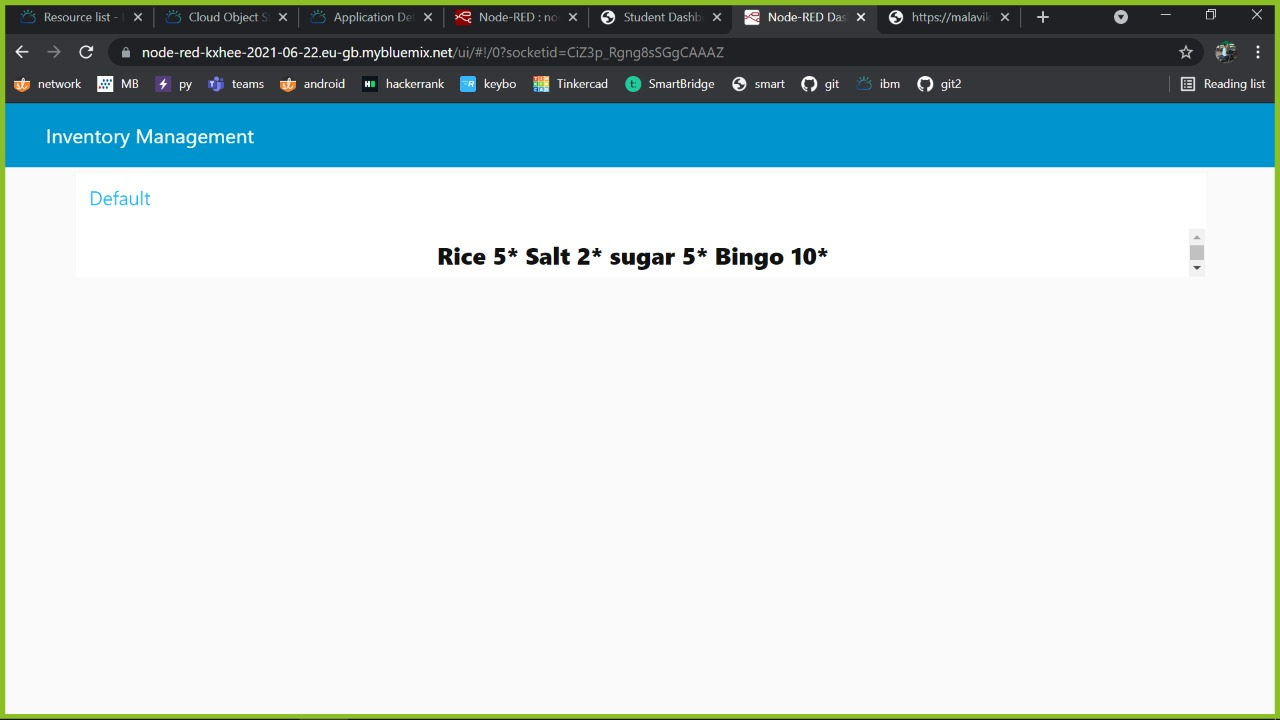 Resource list - Cloud Object S Application De Node-RED : no Student Dashb Node-RED Das https://malavik
node-red-kxhee-2021-06-22.eu-gb.mybluemix.net/ui/#!/0?socketid=CiZ3p_Rgng8sSGgCAAAZ
network MB py teams android hackerrank keybo Tinkercad SmartBridge smart git ibm git2 Reading list
Inventory Management
Default
Rice 5* Salt 2* sugar 5* Bingo 10*